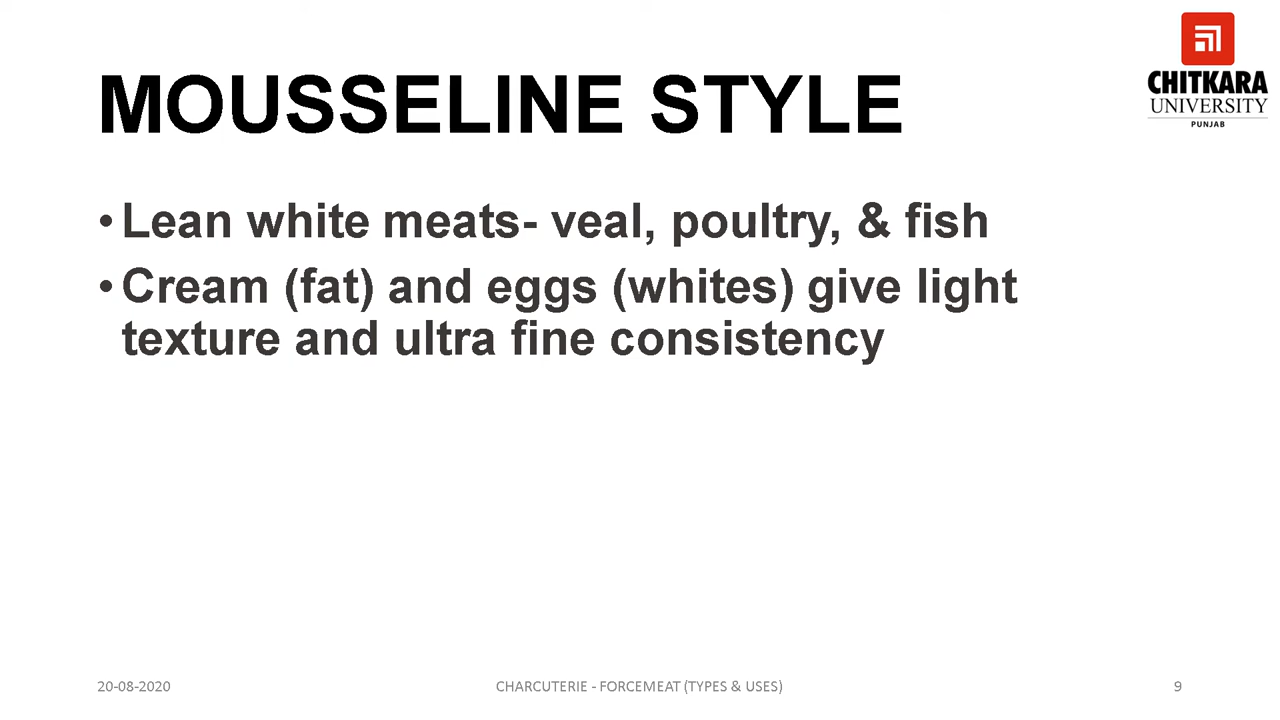 CHITKARA
UNIVERSITY
PUNJAB
MOUSSELINE STYLE
•Lean white meats- veal, poultry, & fish
•Cream (fat) and eggs (whites) give light
texture and ultra fine consistency
20-08-2020
CHARCUTERIE - FORCEMEAT (TYPES & USES)
9